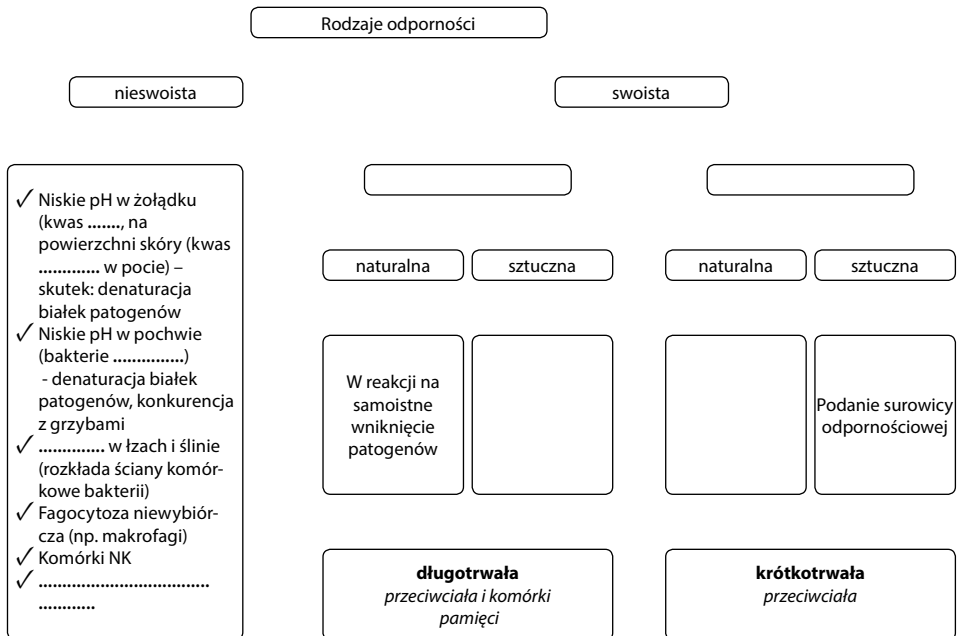 Rodzaje odporności
nieswoista
swoista
✓ Niskie pH w żołądku
(kwas ......., na
powierzchni skóry (kwas
............. w pocie) –
skutek: denaturacja
białek patogenów
✓ Niskie pH w pochwie
(bakterie ...............)
- denaturacja białek
patogenów, konkurencja
z grzybami
✓ .............. w łzach i ślinie
(rozkłada ściany komór-
kowe bakterii)
✓ Fagocytoza niewybiór-
cza (np. makrofagi)
✓ Komórki NK
✓ ....................................
............
naturalna
sztuczna
naturalna
sztuczna
W reakcji na
samoistne
wniknięcie
patogenów
Podanie surowicy
odpornościowej
długotrwała
przeciwciała i komórki
pamięci
krótkotrwała
przeciwciała